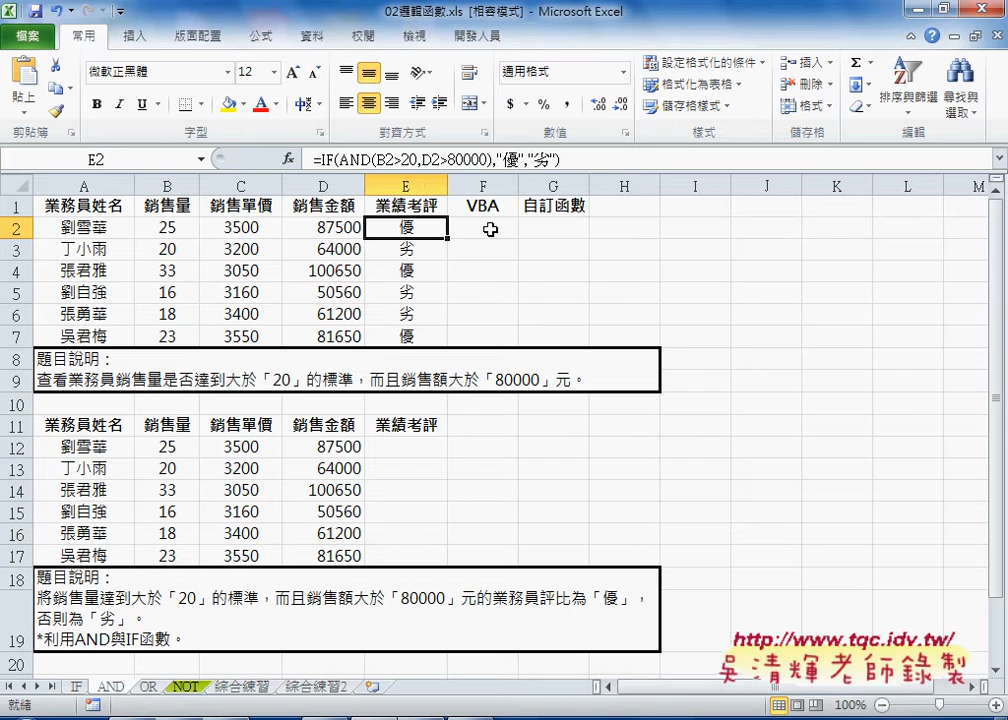 02邏輯函數.xls [相容模式] - Microsoft Excel
檔案 常用 插入 版面配置 公式 資料 校閱 檢視 開發人員
貼上 微軟正黑體 12 通用格式 設定格式化的條件 插入 Σ
B I U A 中 $ % , 格式化為表格 刪除 排序與篩選 尋找與選取
儲存格樣式 格式
剪貼簿 字型 對齊方式 數值 樣式 儲存格 編輯
E2 fx =IF(AND(B2>20,D2>80000),"優","劣")
A B C D E F G H I J K L M
1 業務員姓名 銷售量 銷售單價 銷售金額 業績考評 VBA 自訂函數
2 劉雪華 25 3500 87500 優
3 丁小雨 20 3200 64000 劣
4 張君雅 33 3050 100650 優
5 劉自強 16 3160 50560 劣
6 張勇華 18 3400 61200 劣
7 吳君梅 23 3550 81650 優
8 題目說明：
9 查看業務員銷售量是否達到大於「20」的標準，而且銷售額大於「80000」元。
10
11 業務員姓名 銷售量 銷售單價 銷售金額 業績考評
12 劉雪華 25 3500 87500
13 丁小雨 20 3200 64000
14 張君雅 33 3050 100650
15 劉自強 16 3160 50560
16 張勇華 18 3400 61200
17 吳君梅 23 3550 81650
18 題目說明：
將銷售量達到大於「20」的標準，而且銷售額大於「80000」元的業務員評比為「優」，
否則為「劣」。
19 *利用AND與IF函數。
20
http://www.tqc.idv.tw/
吳清輝老師錄製
IF AND OR NOT 綜合練習 綜合練習2
就緒 100%